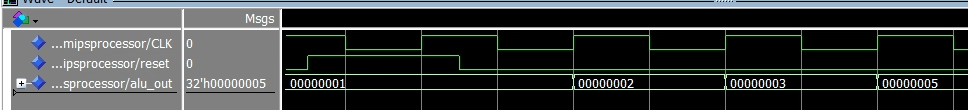 Wave - Default
Msgs
...mipsprocessor/CLK 0
...ipsprocessor/reset 0
...sprocessor/alu_out 32'h00000005 00000001 00000002 00000003 00000005